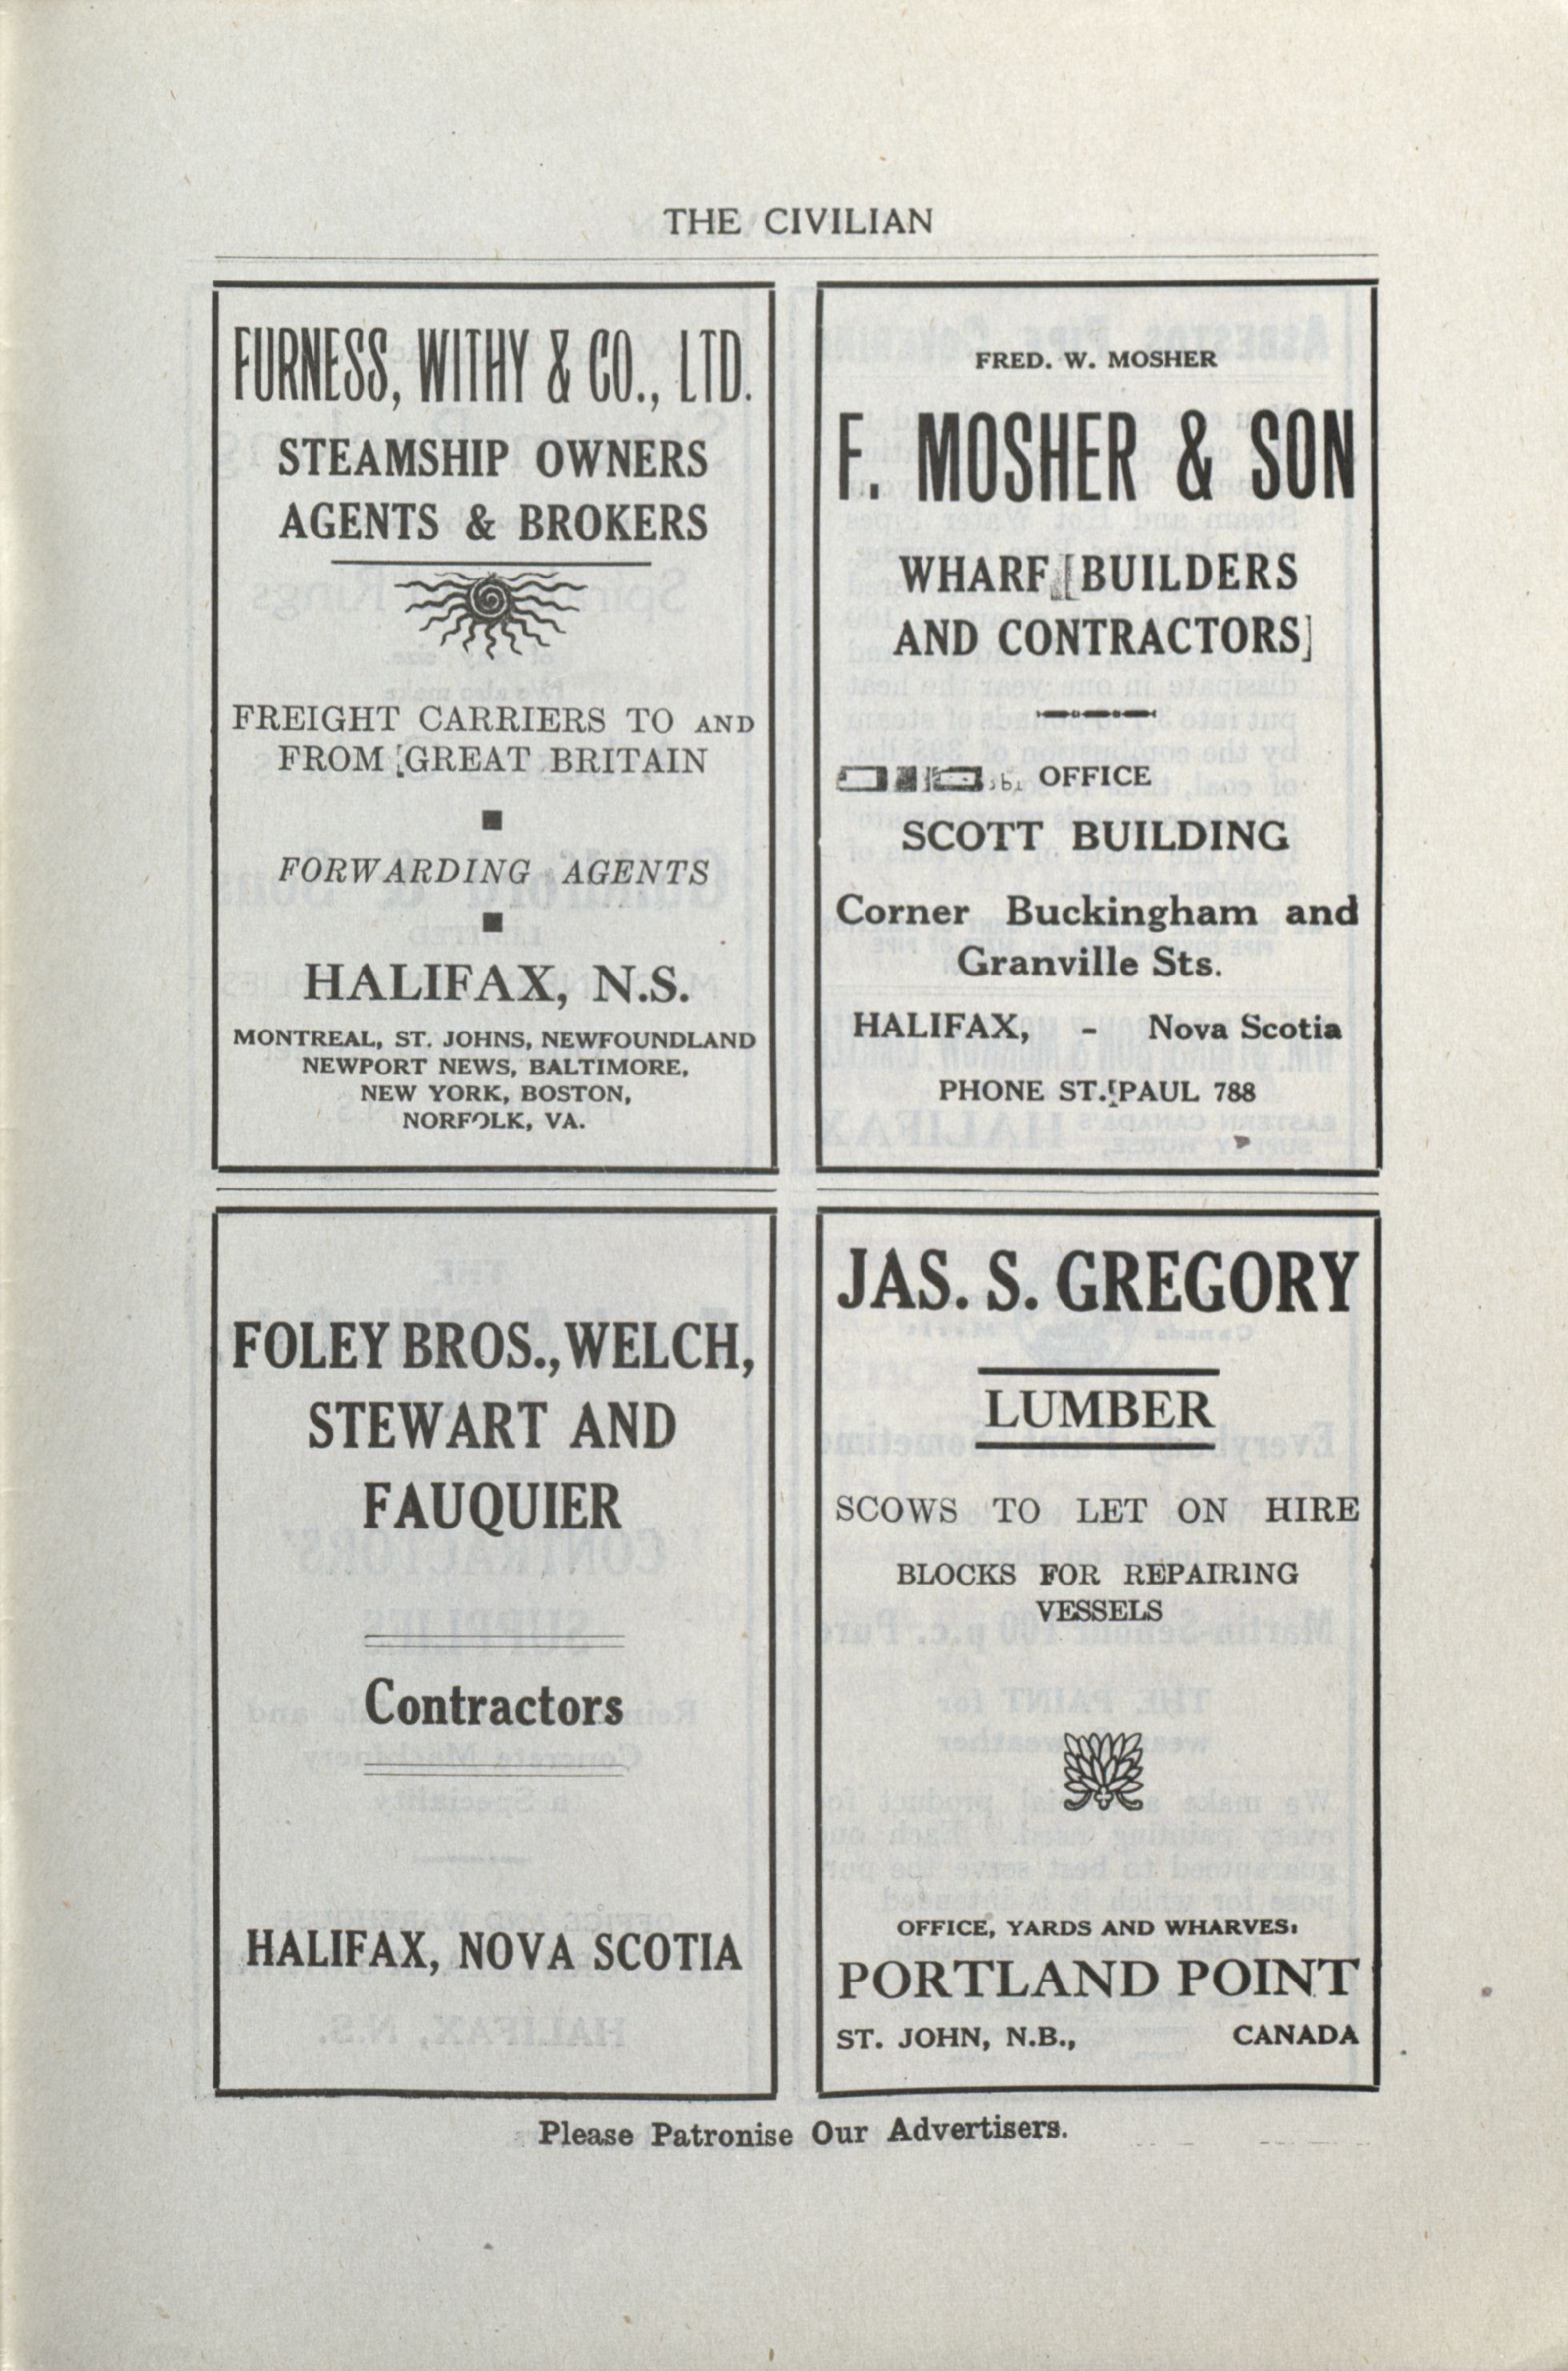 THE CIVILIAN
FURNESS, WITHY & CO., LTD.
STEAMSHIP OWNERS
AGENTS & BROKERS
FREIGHT CARRIERS TO AND
FROM GREAT BRITAIN
FORWARDING AGENTS
HALIFAX, N.S.
MONTREAL, ST. JOHNS, NEWFOUNDLAND
NEWPORT NEWS, BALTIMORE,
NEW YORK, BOSTON,
NORFOLK, VA.
FRED. W. MOSHER
F. MOSHER & SON
WHARF BUILDERS
AND CONTRACTORS
OFFICE
SCOTT BUILDING
Corner Buckingham and
Granville Sts.
HALIFAX, - Nova Scotia
PHONE ST. PAUL 788
FOLEY BROS., WELCH,
STEWART AND
FAUQUIER
Contractors
HALIFAX, NOVA SCOTIA
JAS. S. GREGORY
LUMBER
SCOWS TO LET ON HIRE
BLOCKS FOR REPAIRING
VESSELS
OFFICE, YARDS AND WHARVES:
PORTLAND POINT
ST. JOHN, N.B., CANADA
Please Patronise Our Advertisers.